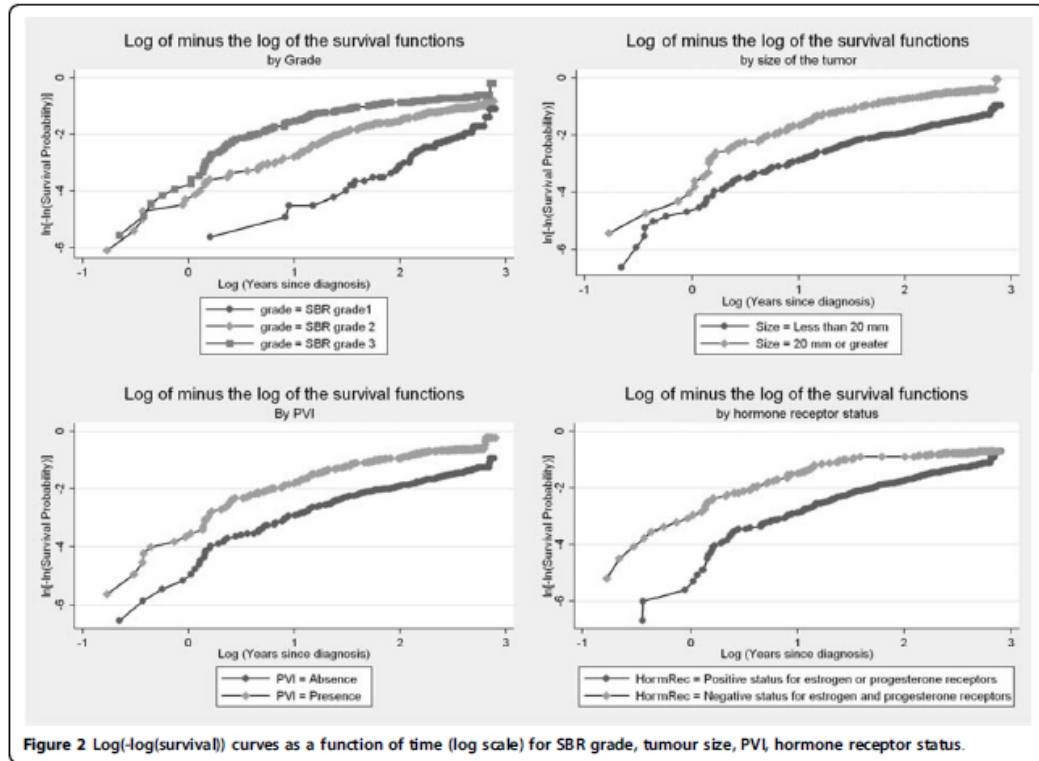 Log of minus the log of the survival functions
by Grade
ln[-ln(Survival Probability)]
0
-2
-4
-6
-1
0
1
2
3
Log (Years since diagnosis)
grade = SBR grade1
grade = SBR grade 2
grade = SBR grade 3
Log of minus the log of the survival functions
by size of the tumor
ln[-ln(Survival Probability)]
0
-2
-4
-6
-1
0
1
2
3
Log (Years since diagnosis)
Size = Less than 20 mm
Size = 20 mm or greater
Log of minus the log of the survival functions
By PVI
ln[-ln(Survival Probability)]
0
-2
-4
-6
-1
0
1
2
3
Log (Years since diagnosis)
PVI = Absence
PVI = Presence
Log of minus the log of the survival functions
by hormone receptor status
ln[-ln(Survival Probability)]
0
-2
-4
-6
-1
0
1
2
3
Log (Years since diagnosis)
HormRec = Positive status for estrogen or progesterone receptors
HormRec = Negative status for estrogen and progesterone receptors
Figure 2 Log(-log(survival)) curves as a function of time (log scale) for SBR grade, tumour size, PVI, hormone receptor status.